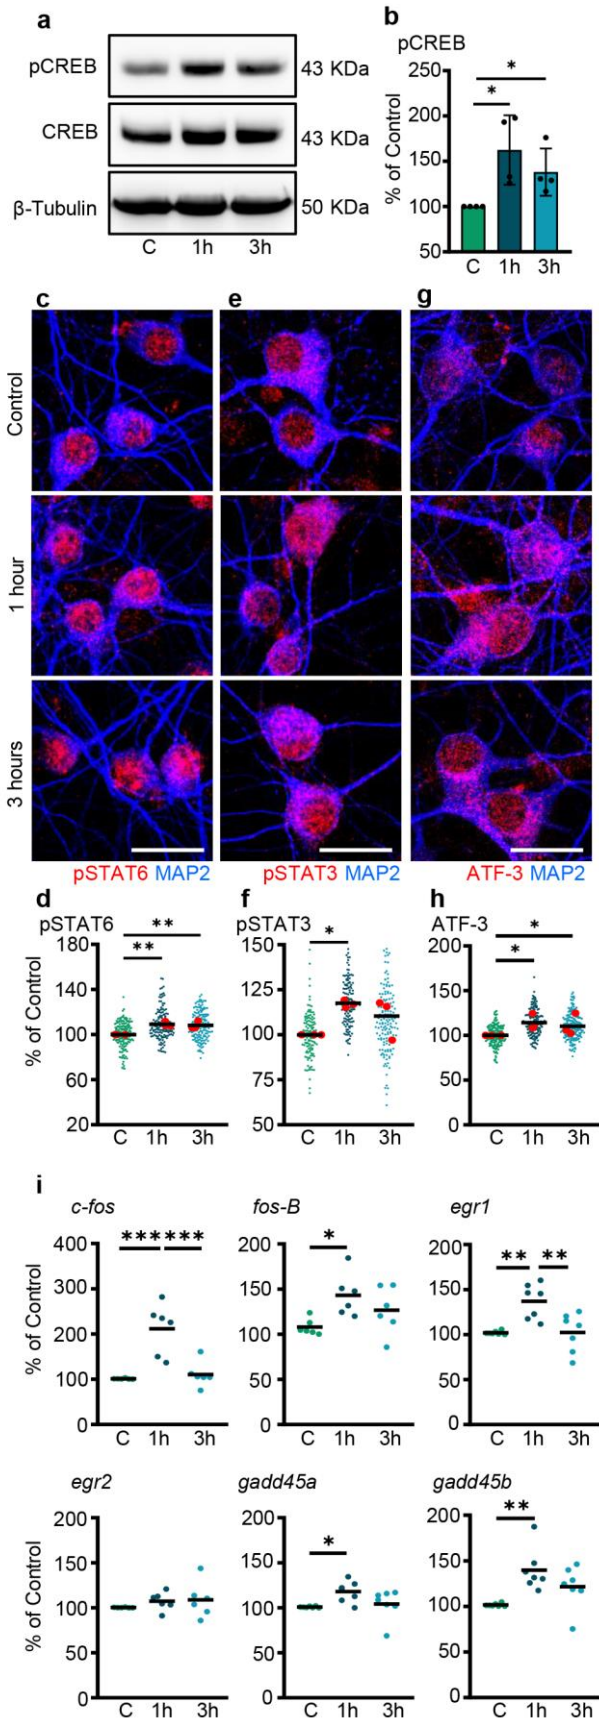 a
pCREB
43 KDa
CREB
43 KDa
β-Tubulin
50 KDa
C 1h 3h
b
pCREB
% of Control
250
200
150
100
50
*
*
C 1h 3h
c e g
Control
1 hour
3 hours
pSTAT6 MAP2
pSTAT3 MAP2
ATF-3 MAP2
d
pSTAT6
% of Control
180
140
100
60
20
**
**
C 1h 3h
f
pSTAT3
150
125
100
75
50
*
C 1h 3h
h
ATF-3
200
150
100
50
0
*
*
C 1h 3h
i
c-fos
% of Control
400
300
200
100
0
*** ***
C 1h 3h
fos-B
200
150
100
50
0
*
C 1h 3h
egr1
200
150
100
50
0
** **
C 1h 3h
egr2
% of Control
200
150
100
50
0
C 1h 3h
gadd45a
200
150
100
50
0
*
C 1h 3h
gadd45b
200
150
100
50
0
**
C 1h 3h